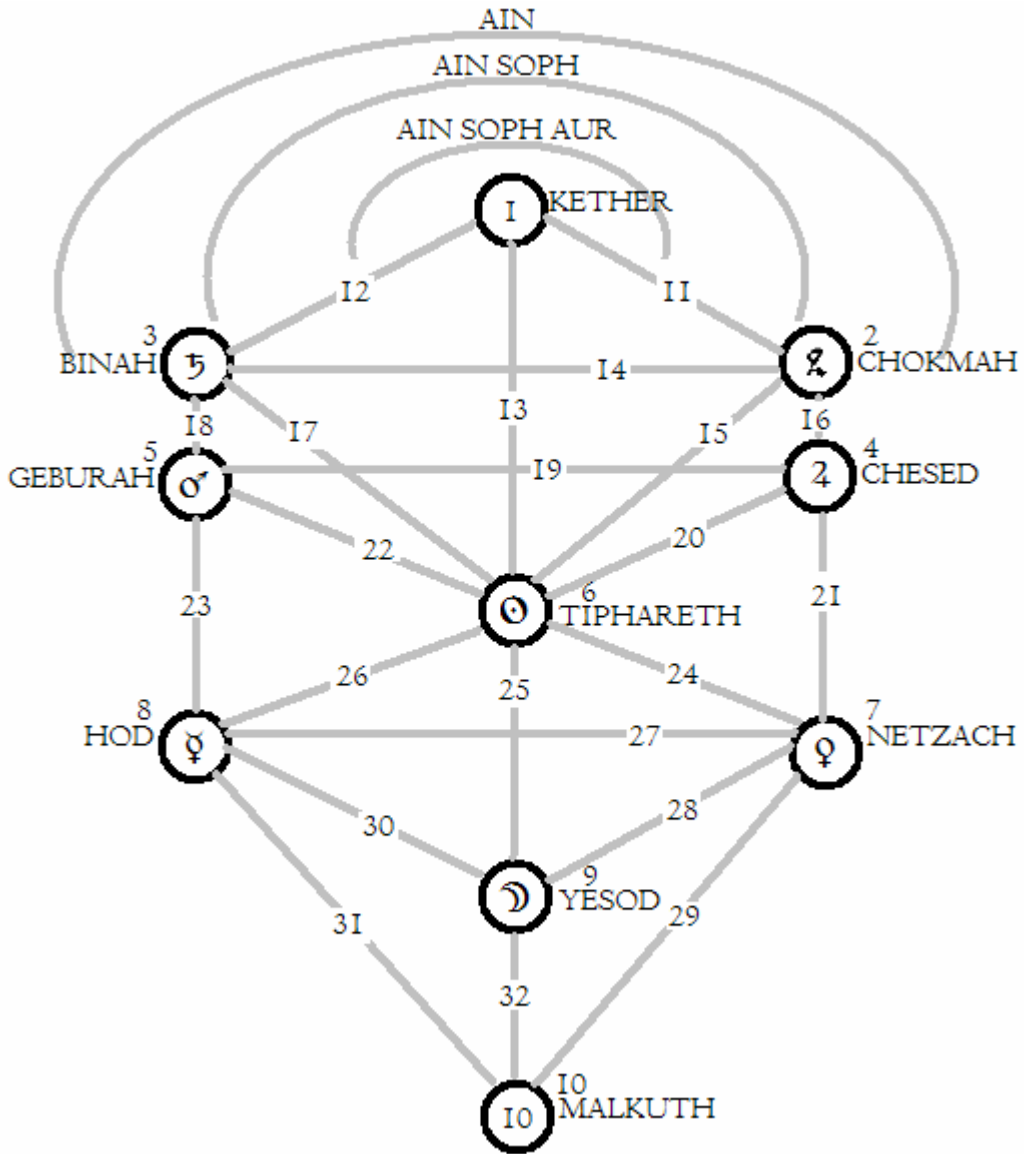 AIN
AIN SOPH
AIN SOPH AUR
1 KETHER
12 11
3 2
BINAH ♄ CHOKMAH
14
13
18 17 15 16
5 4
GEBURAH ♂ 19 ♃ CHESED
22 20
23 6 21
☉ TIPHARETH
26 25 24
8 7
HOD ☿ 27 ♀ NETZACH
30 28
9
☽ YESOD
31 29
32
10
10 MALKUTH